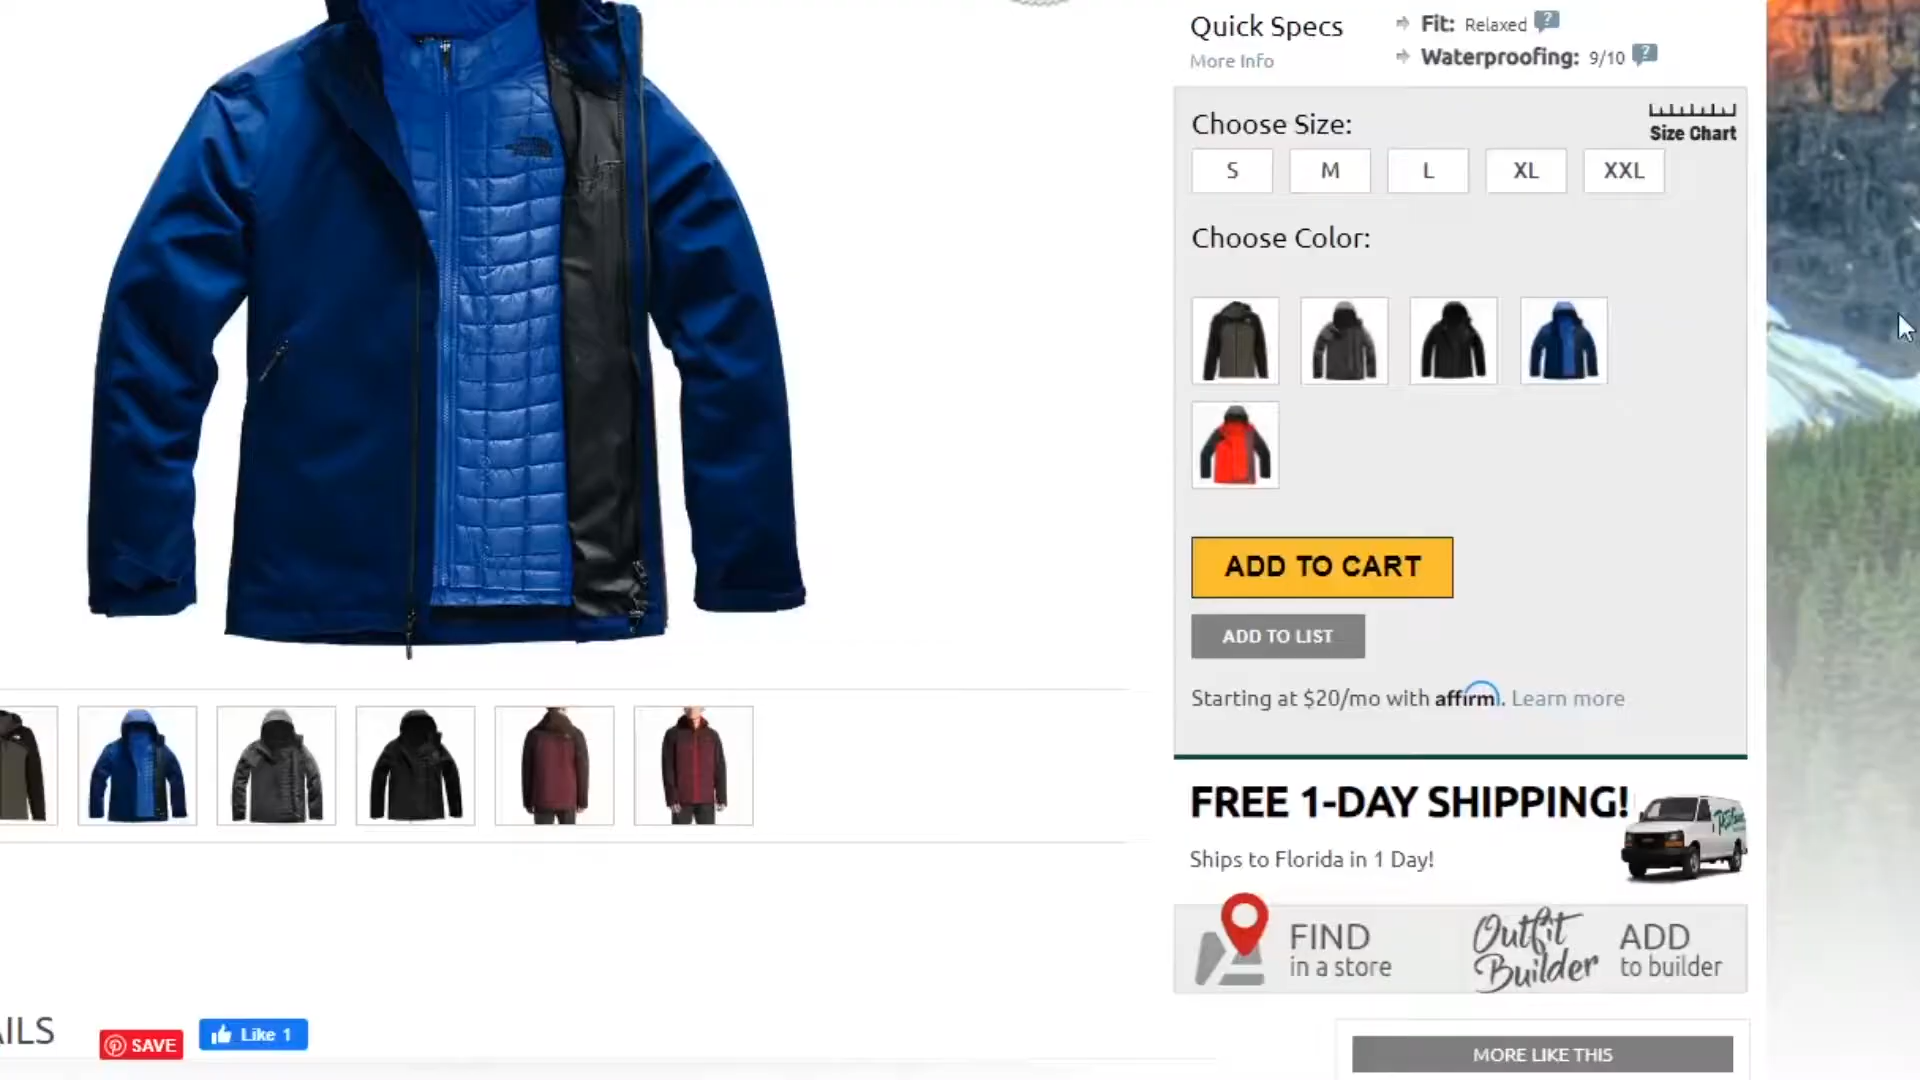 Quick Specs
More Info
Fit: Relaxed ?
Waterproofing: 9/10 ?
Choose Size:
Size Chart
S M L XL XXL
Choose Color:
ADD TO CART
ADD TO LIST
Starting at $20/mo with affirm. Learn more
FREE 1-DAY SHIPPING!
Ships to Florida in 1 Day!
FIND
in a store
Outfit
Builder
ADD
to builder
AILS
SAVE
Like 1
MORE LIKE THIS